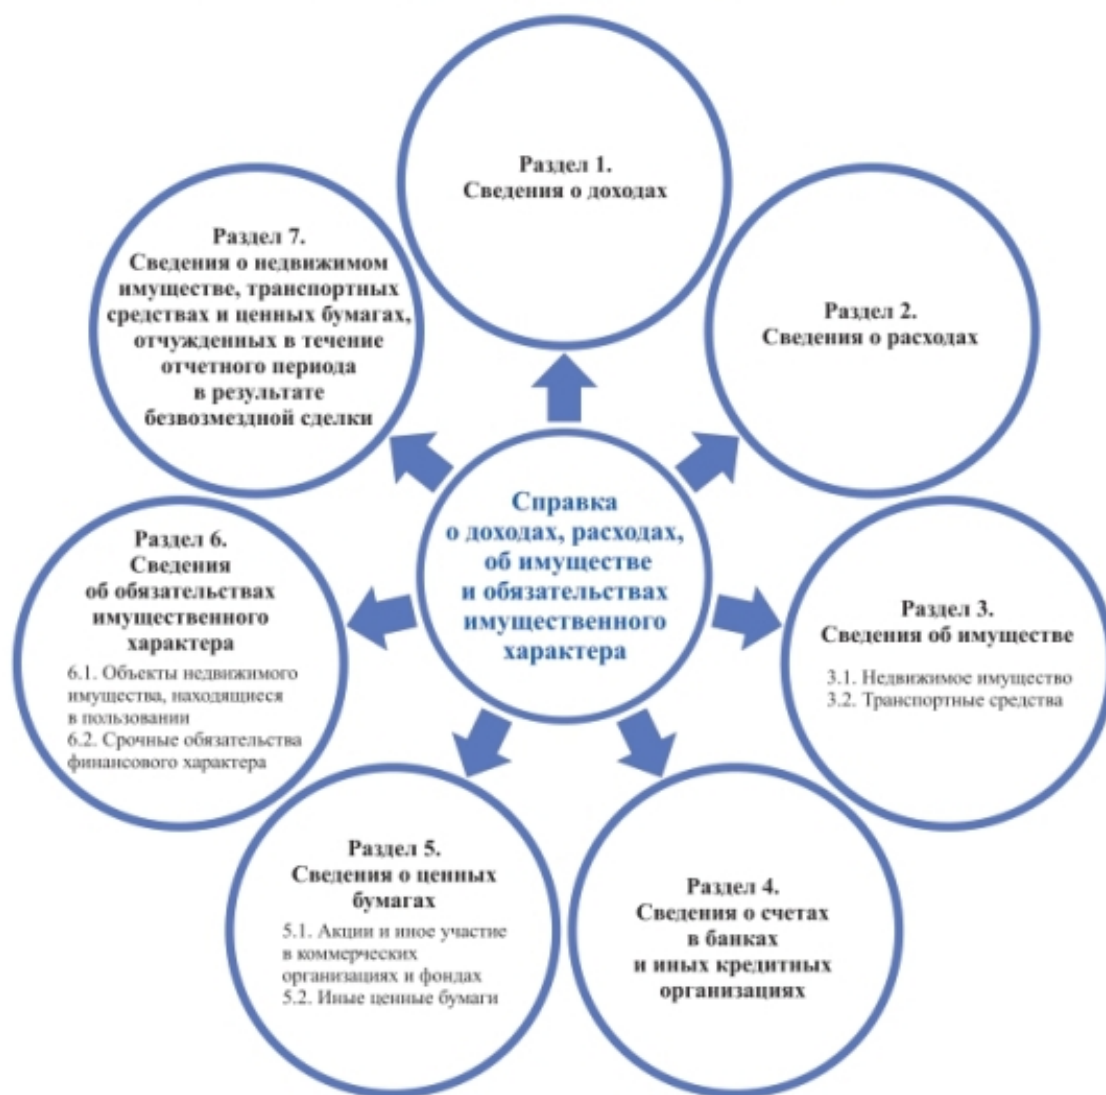 Раздел 1.
Сведения о доходах
Раздел 2.
Сведения о расходах
Раздел 3.
Сведения об имуществе
3.1. Недвижимое имущество
3.2. Транспортные средства
Раздел 4.
Сведения о счетах
в банках
и иных кредитных
организациях
Раздел 5.
Сведения о ценных
бумагах
5.1. Акции и иное участие
в коммерческих
организациях и фондах
5.2. Иные ценные бумаги
Раздел 6.
Сведения
об обязательствах
имущественного
характера
6.1. Объекты недвижимого
имущества, находящиеся
в пользовании
6.2. Срочные обязательства
финансового характера
Раздел 7.
Сведения о недвижимом
имуществе, транспортных
средствах и ценных бумагах,
отчужденных в течение
отчетного периода
в результате
безвозмездной сделки
Справка
о доходах, расходах,
об имуществе
и обязательствах
имущественного
характера